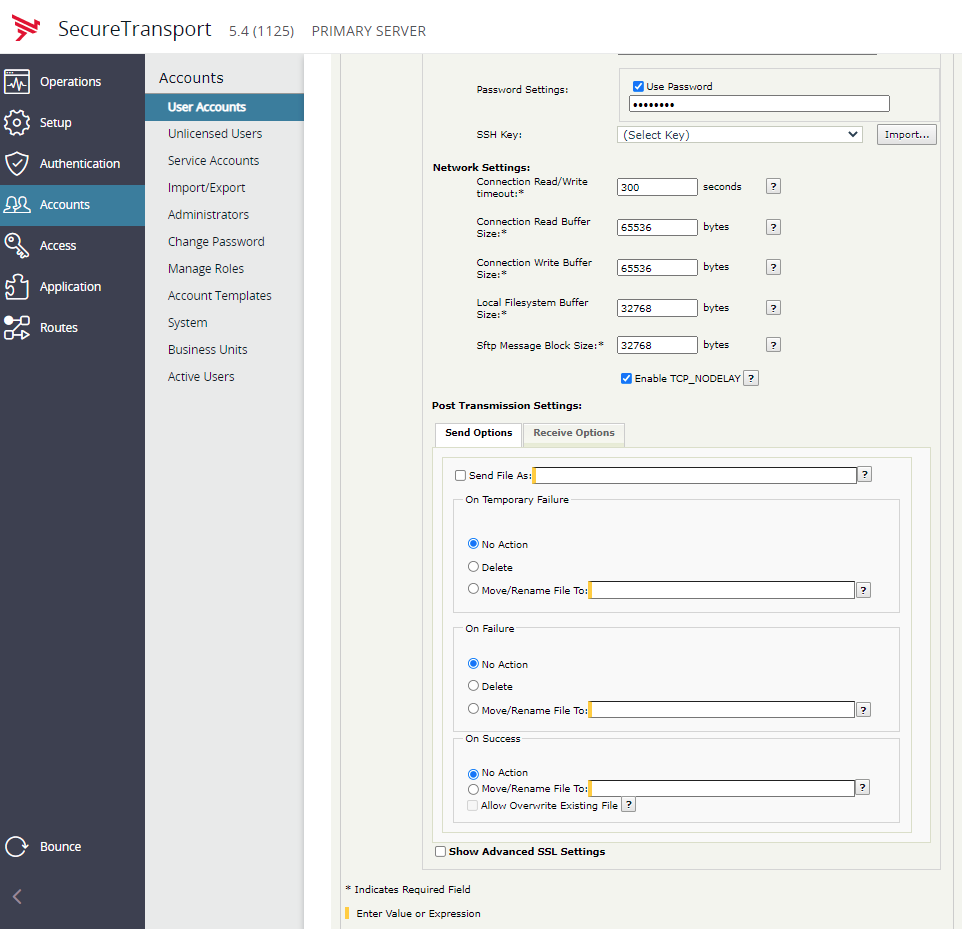 SecureTransport 5.4 (1125) PRIMARY SERVER
Operations
Setup
Authentication
Accounts
Access
Application
Routes
Bounce
Accounts
User Accounts
Unlicensed Users
Service Accounts
Import/Export
Administrators
Change Password
Manage Roles
Account Templates
System
Business Units
Active Users
Password Settings:
Use Password
••••••••
SSH Key: (Select Key) Import...
Network Settings:
Connection Read/Write
timeout:* 300 seconds ?
Connection Read Buffer
Size:* 65536 bytes ?
Connection Write Buffer
Size:* 65536 bytes ?
Local Filesystem Buffer
Size:* 32768 bytes ?
Sftp Message Block Size:* 32768 bytes ?
Enable TCP_NODELAY ?
Post Transmission Settings:
Send Options Receive Options
Send File As: ?
On Temporary Failure
No Action
Delete
Move/Rename File To: ?
On Failure
No Action
Delete
Move/Rename File To: ?
On Success
No Action
Move/Rename File To: ?
Allow Overwrite Existing File ?
Show Advanced SSL Settings
* Indicates Required Field
Enter Value or Expression